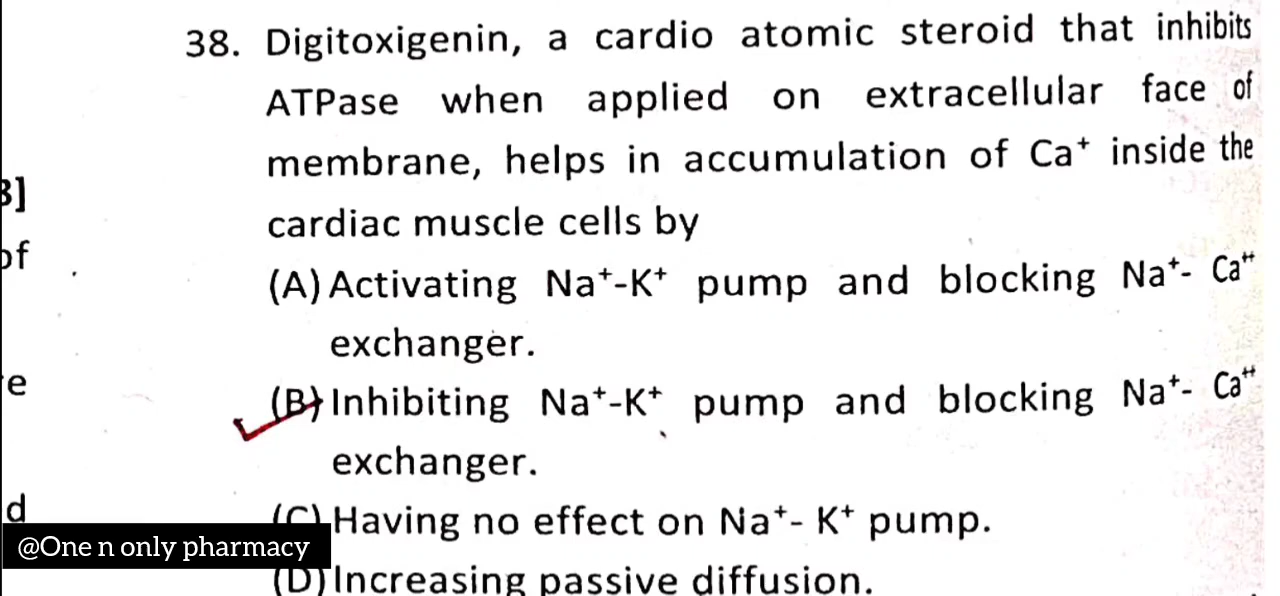 38. Digitoxigenin, a cardio atomic steroid that inhibits
ATPase when applied on extracellular face of
membrane, helps in accumulation of Ca⁺ inside the
3]
cardiac muscle cells by
of
(A) Activating Na⁺-K⁺ pump and blocking Na⁺- Ca⁺⁺
exchanger.
e
(B) Inhibiting Na⁺-K⁺ pump and blocking Na⁺- Ca⁺⁺
exchanger.
d
(C) Having no effect on Na⁺- K⁺ pump.
@One n only pharmacy
(D) Increasing passive diffusion.